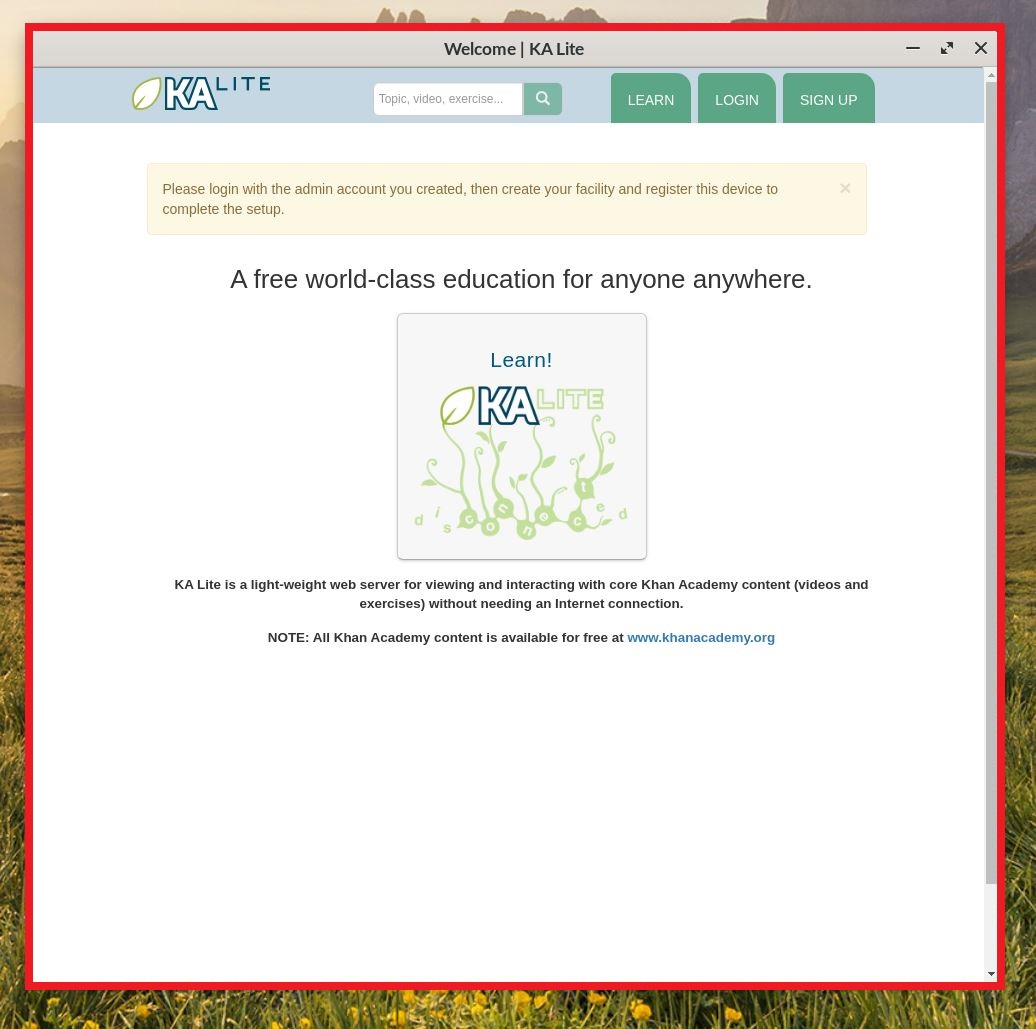 Welcome | KA Lite
KA LITE
Topic, video, exercise...
LEARN
LOGIN
SIGN UP
Please login with the admin account you created, then create your facility and register this device to
complete the setup.
×
A free world-class education for anyone anywhere.
Learn!
KA LITE
disconnected
KA Lite is a light-weight web server for viewing and interacting with core Khan Academy content (videos and
exercises) without needing an Internet connection.
NOTE: All Khan Academy content is available for free at www.khanacademy.org